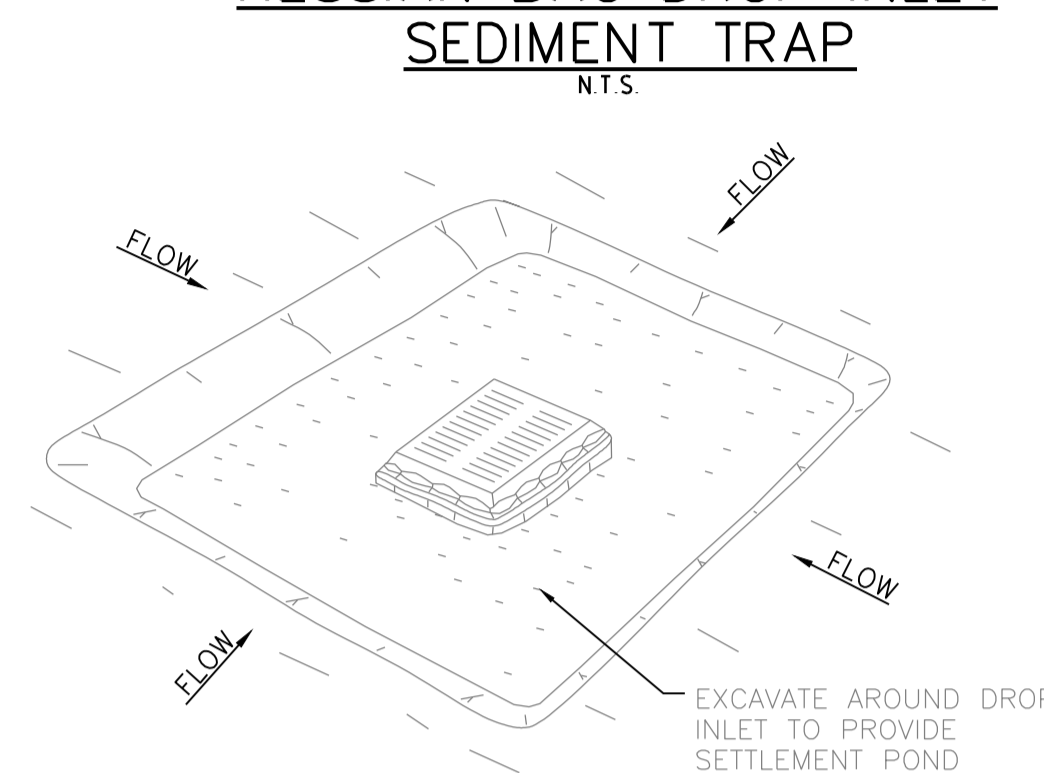 SEDIMENT TRAP
N.T.S.
FLOW
FLOW
FLOW
FLOW
EXCAVATE AROUND DROP
INLET TO PROVIDE
SETTLEMENT POND